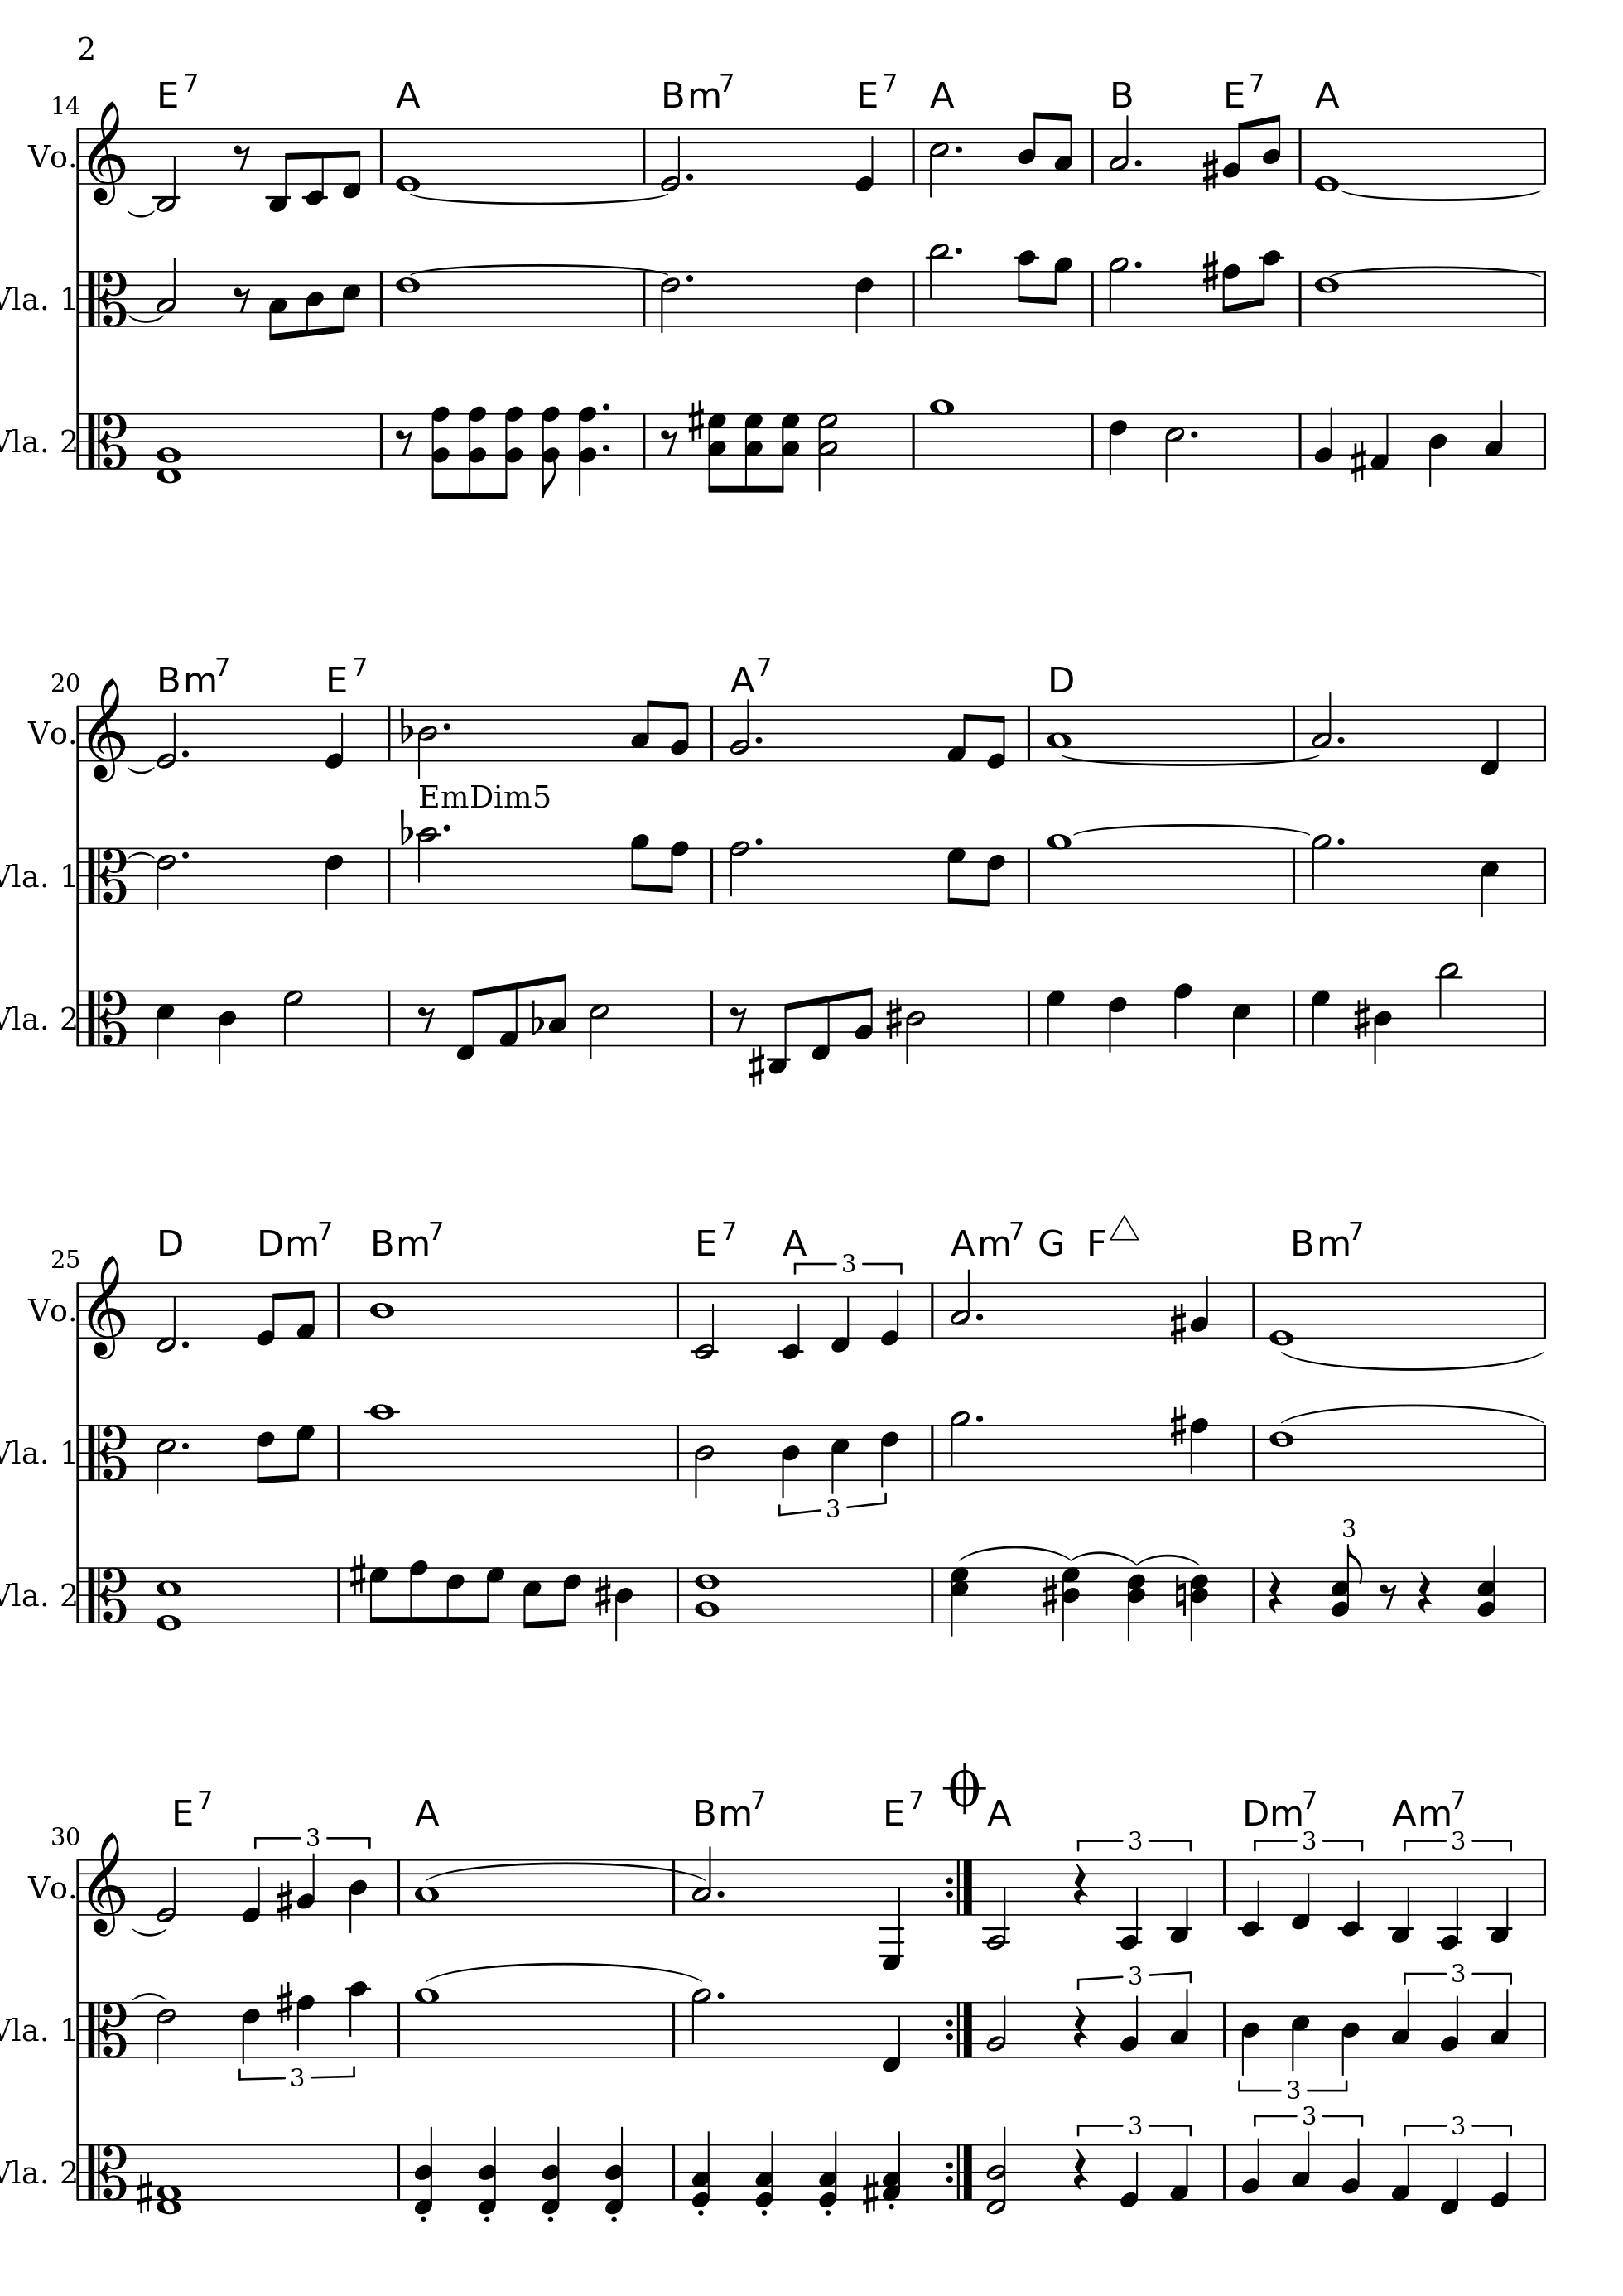 2
E7 A Bm7 E7 A B E7 A
14
Vo.
Vla. 1
Vla. 2
Bm7 E7 A7 D
20
Vo.
EmDim5
Vla. 1
Vla. 2
D Dm7 Bm7 E7 A Am7 G F△ Bm7
25
3
Vo.
Vla. 1
3
3
Vla. 2
E7 A Bm7 E7 A Dm7 Am7
30
3 3 3 3
Vo.
3 3
Vla. 1
3 3
3 3 3
Vla. 2